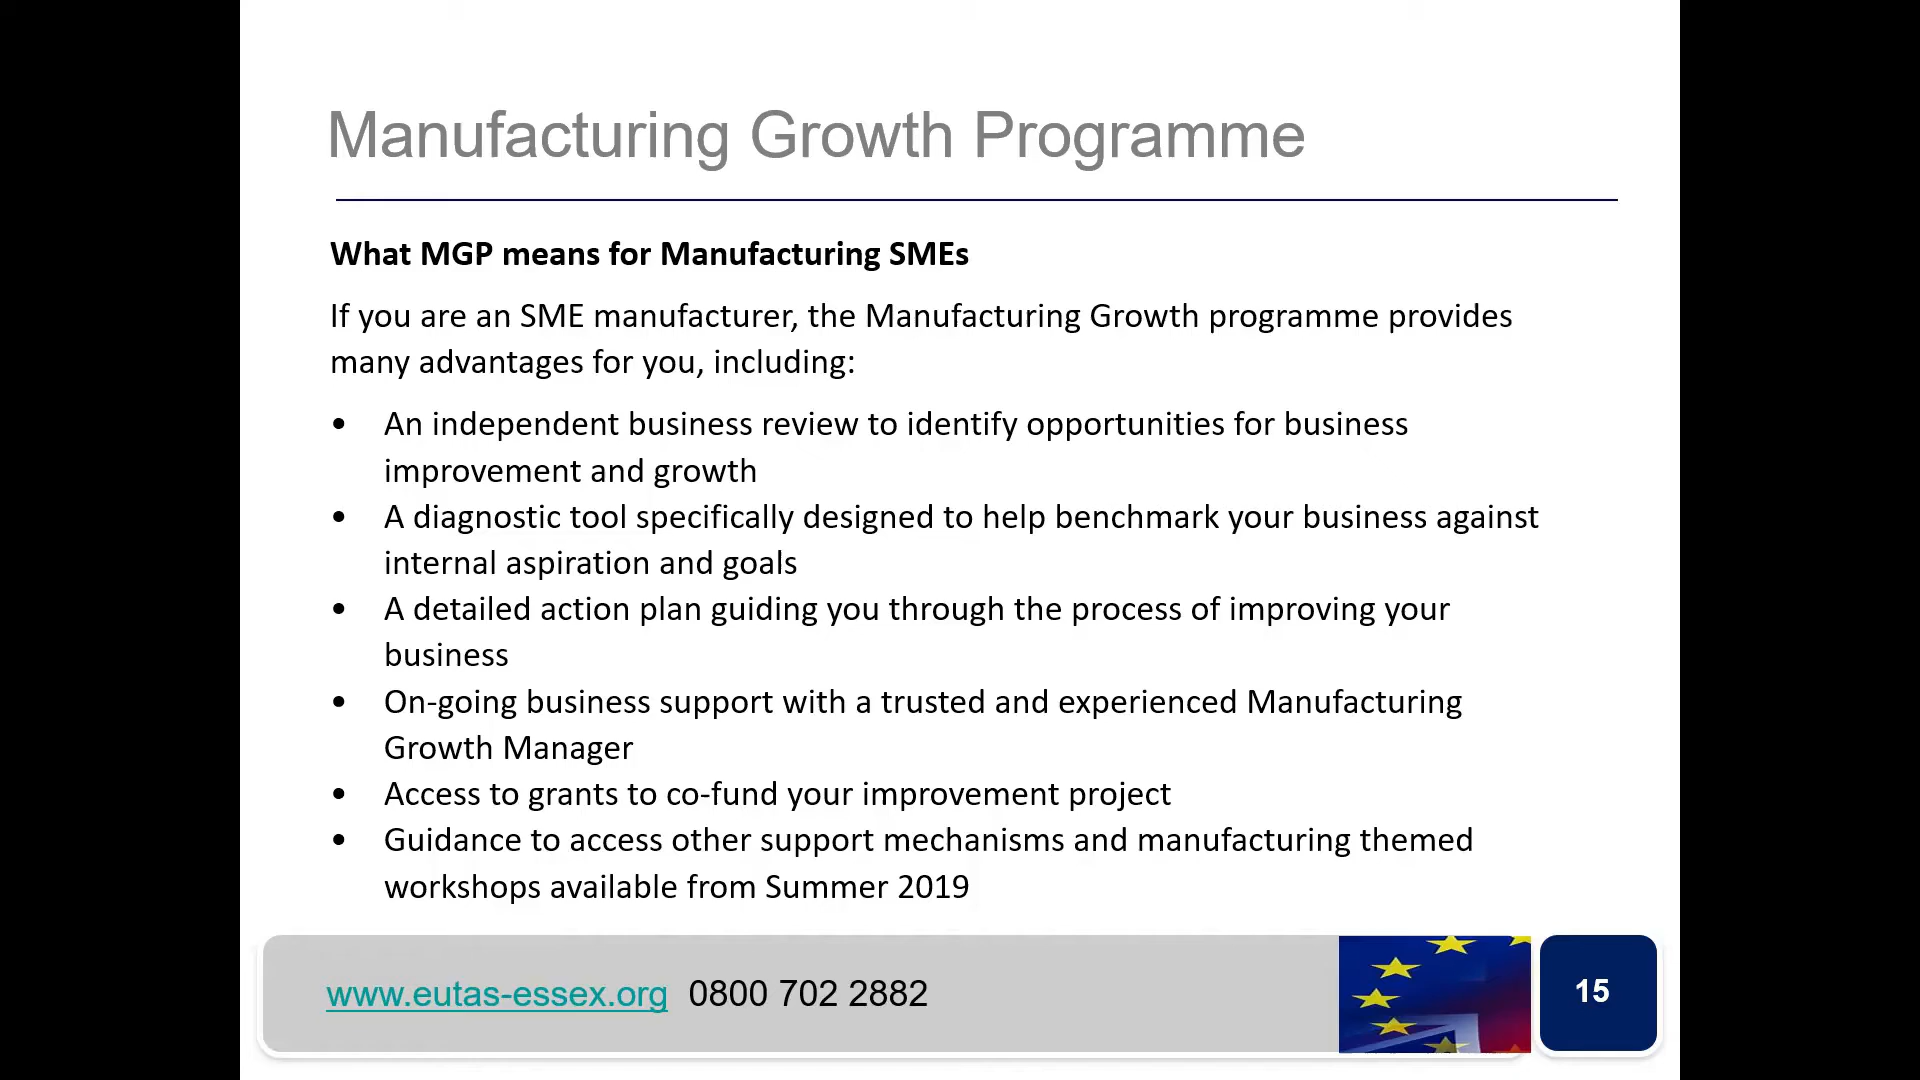 Manufacturing Growth Programme
What MGP means for Manufacturing SMEs
If you are an SME manufacturer, the Manufacturing Growth programme provides
many advantages for you, including:
• An independent business review to identify opportunities for business
improvement and growth
• A diagnostic tool specifically designed to help benchmark your business against
internal aspiration and goals
• A detailed action plan guiding you through the process of improving your
business
• On-going business support with a trusted and experienced Manufacturing
Growth Manager
• Access to grants to co-fund your improvement project
• Guidance to access other support mechanisms and manufacturing themed
workshops available from Summer 2019
www.eutas-essex.org 0800 702 2882
15